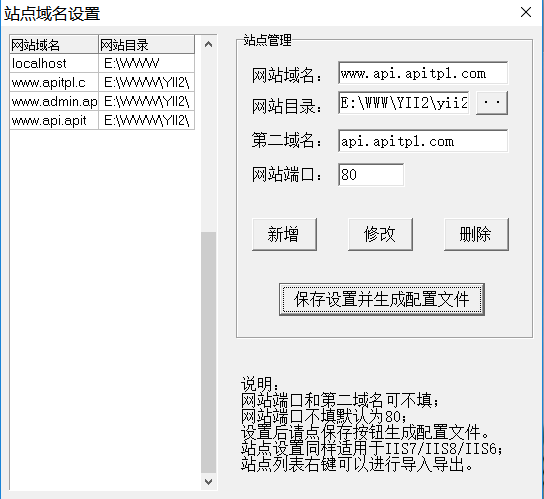 站点域名设置
网站域名 网站目录
localhost E:\WWW
www.apitpl.c E:\WWW\YII2\
www.admin.ap E:\WWW\YII2\
www.api.apit E:\WWW\YII2\
站点管理
网站域名： www.api.apitpl.com
网站目录： E:\WWW\YII2\yii2 ..
第二域名： api.apitpl.com
网站端口： 80
新增 修改 删除
保存设置并生成配置文件
说明：
网站端口和第二域名可不填；
网站端口不填默认为80；
设置后请点保存按钮生成配置文件。
站点设置同样适用于IIS7/IIS8/IIS6；
站点列表右键可以进行导入导出。